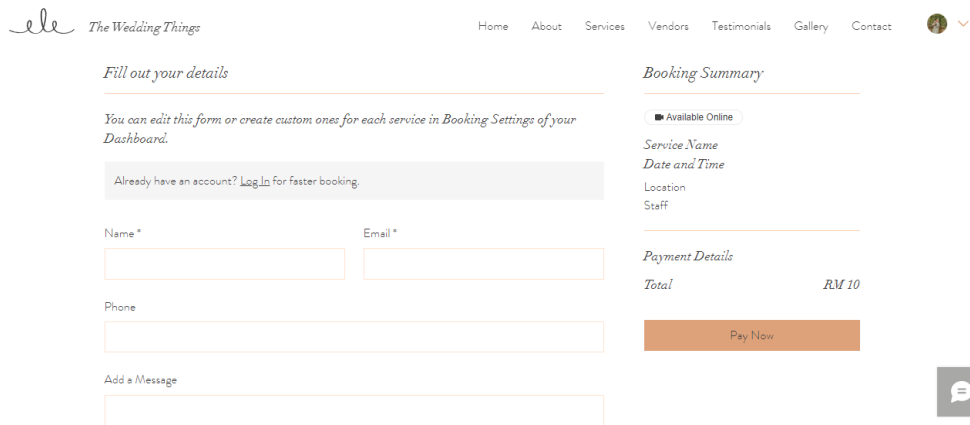 ele The Wedding Things
Home About Services Vendors Testimonials Gallery Contact
Fill out your details
You can edit this form or create custom ones for each service in Booking Settings of your
Dashboard.
Already have an account? Log In for faster booking.
Name *
Email *
Phone
Add a Message
Booking Summary
Available Online
Service Name
Date and Time
Location
Staff
Payment Details
Total RM 10
Pay Now